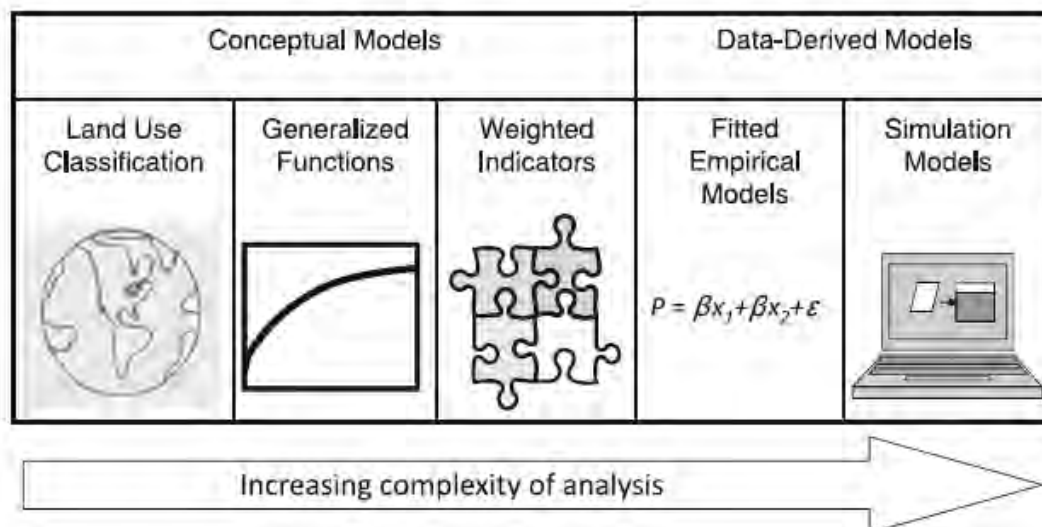 Conceptual Models
Data-Derived Models
Land Use
Classification
Generalized
Functions
Weighted
Indicators
Fitted
Empirical
Models
Simulation
Models
P = βx₁+βx₂+ε
Increasing complexity of analysis